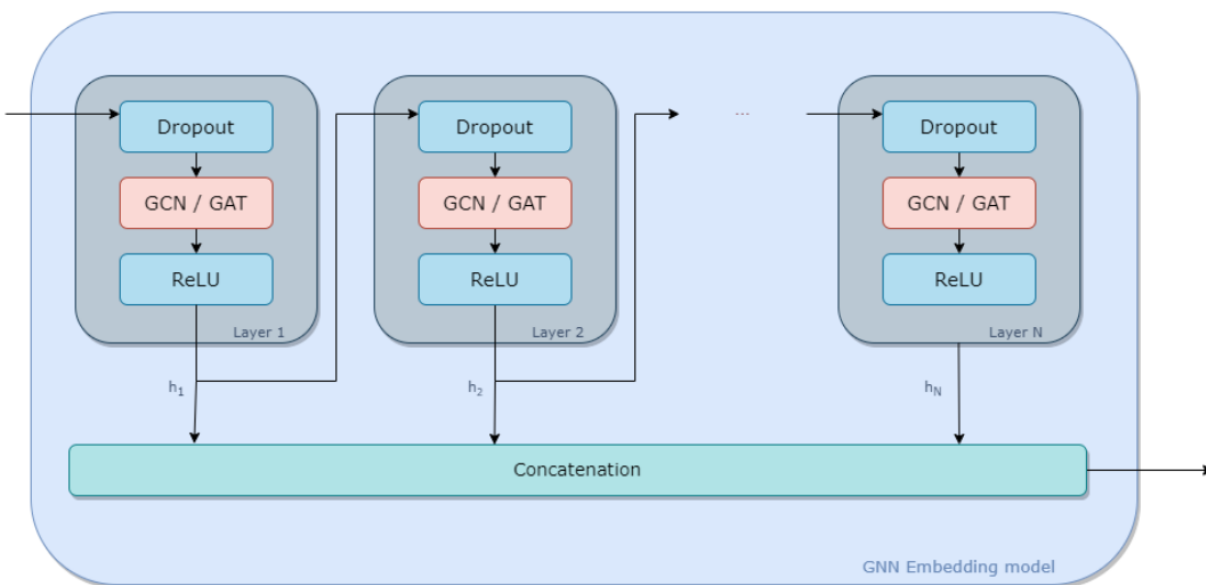 Dropout
GCN / GAT
ReLU
Layer 1
h₁
Dropout
GCN / GAT
ReLU
Layer 2
h₂
...
Dropout
GCN / GAT
ReLU
Layer N
h_N
Concatenation
GNN Embedding model